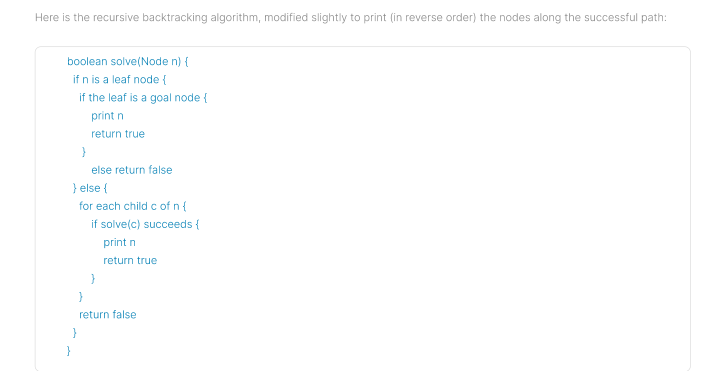 Here is the recursive backtracking algorithm, modified slightly to print (in reverse order) the nodes along the successful path:
boolean solve(Node n) {
if n is a leaf node {
if the leaf is a goal node {
print n
return true
}
else return false
} else {
for each child c of n {
if solve(c) succeeds {
print n
return true
}
}
return false
}
}